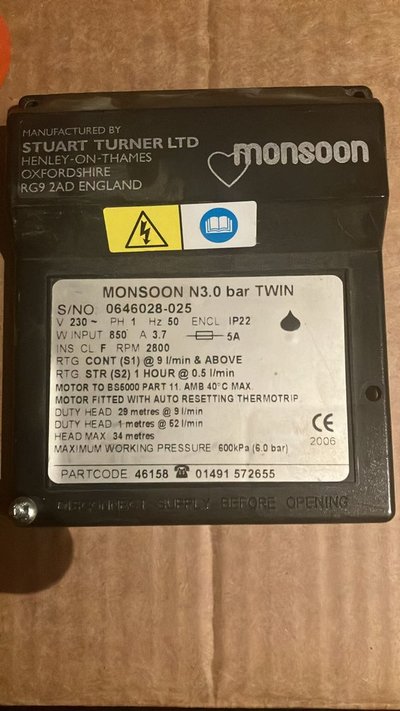 MANUFACTURED BY
STUART TURNER LTD
HENLEY-ON-THAMES
OXFORDSHIRE
RG9 2AD ENGLAND
monsoon
MONSOON N3.0 bar TWIN
S/NO 0646028-025
V 230 ~ PH 1 Hz 50 ENCL IP22
W INPUT 850 A 3.7 5A
INS CL F RPM 2800
RTG CONT (S1) @ 9 l/min & ABOVE
RTG STR (S2) 1 HOUR @ 0.5 l/min
MOTOR TO BS5000 PART 11. AMB 40°C MAX.
MOTOR FITTED WITH AUTO RESETTING THERMOTRIP
DUTY HEAD 29 metres @ 9 l/min
DUTY HEAD 1 metres @ 52 l/min
HEAD MAX 34 metres
MAXIMUM WORKING PRESSURE 600kPa (6.0 bar)
CE
2006
PARTCODE 46158 ☎ 01491 572655
DISCONNECT SUPPLY BEFORE OPENING